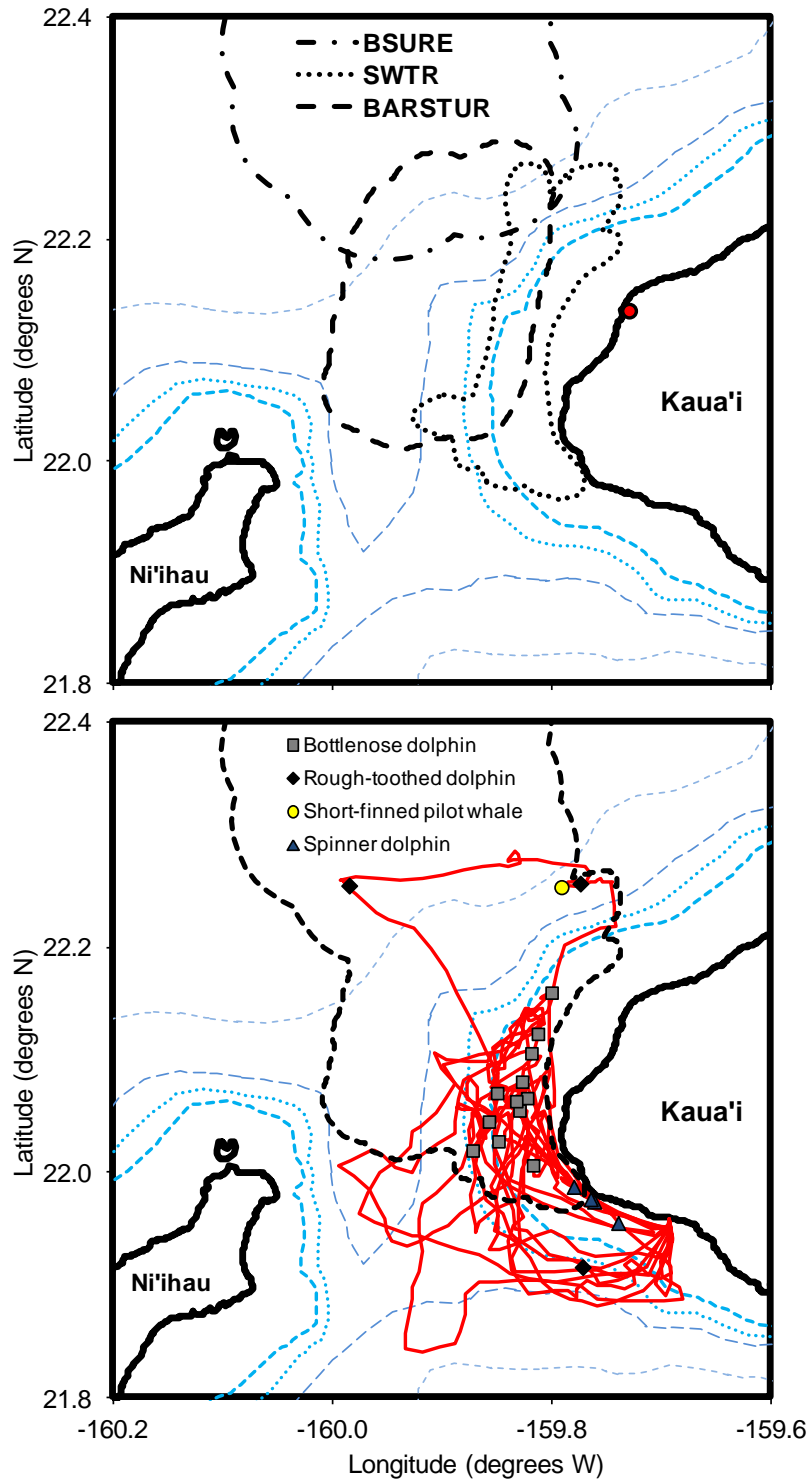 22.4
BSURE
SWTR
BARSTUR
22.2
Latitude (degrees N)
Kaua'i
22.0
Ni'ihau
21.8
22.4
Bottlenose dolphin
Rough-toothed dolphin
Short-finned pilot whale
Spinner dolphin
22.2
Latitude (degrees N)
Kaua'i
22.0
Ni'ihau
21.8
-160.2 -160.0 -159.8 -159.6
Longitude (degrees W)